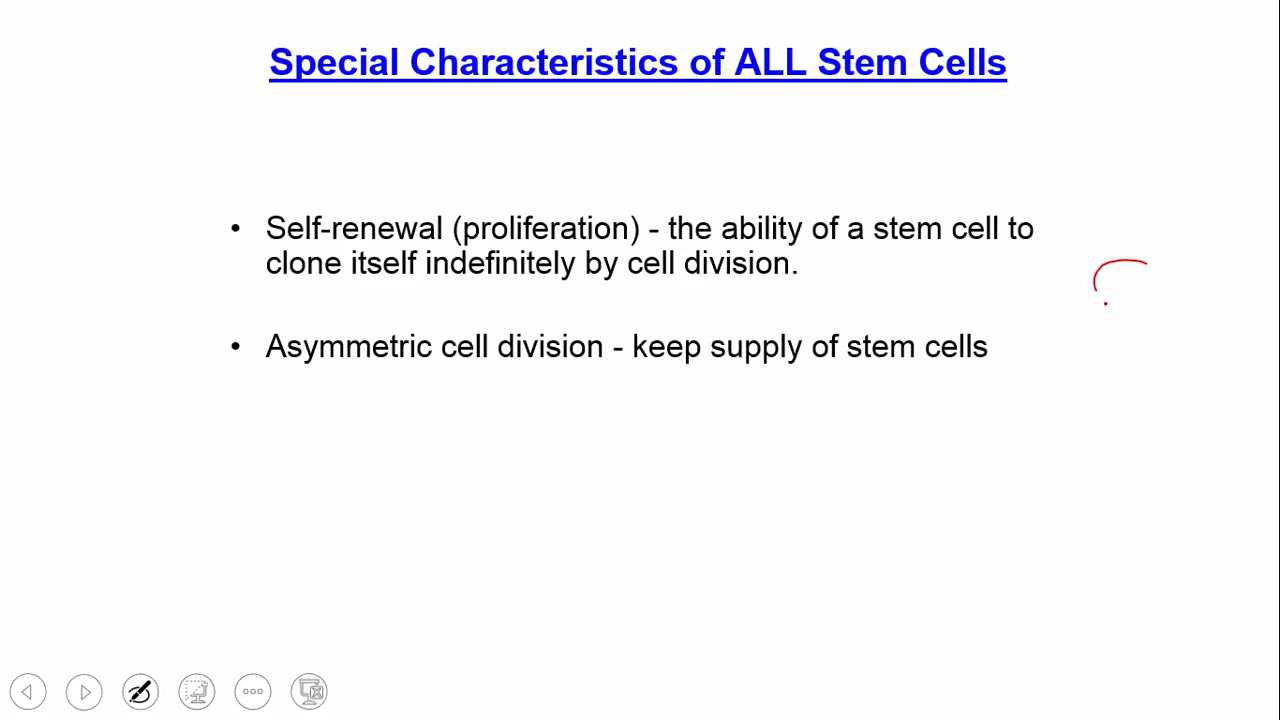 Special Characteristics of ALL Stem Cells
• Self-renewal (proliferation) - the ability of a stem cell to
clone itself indefinitely by cell division.
• Asymmetric cell division - keep supply of stem cells